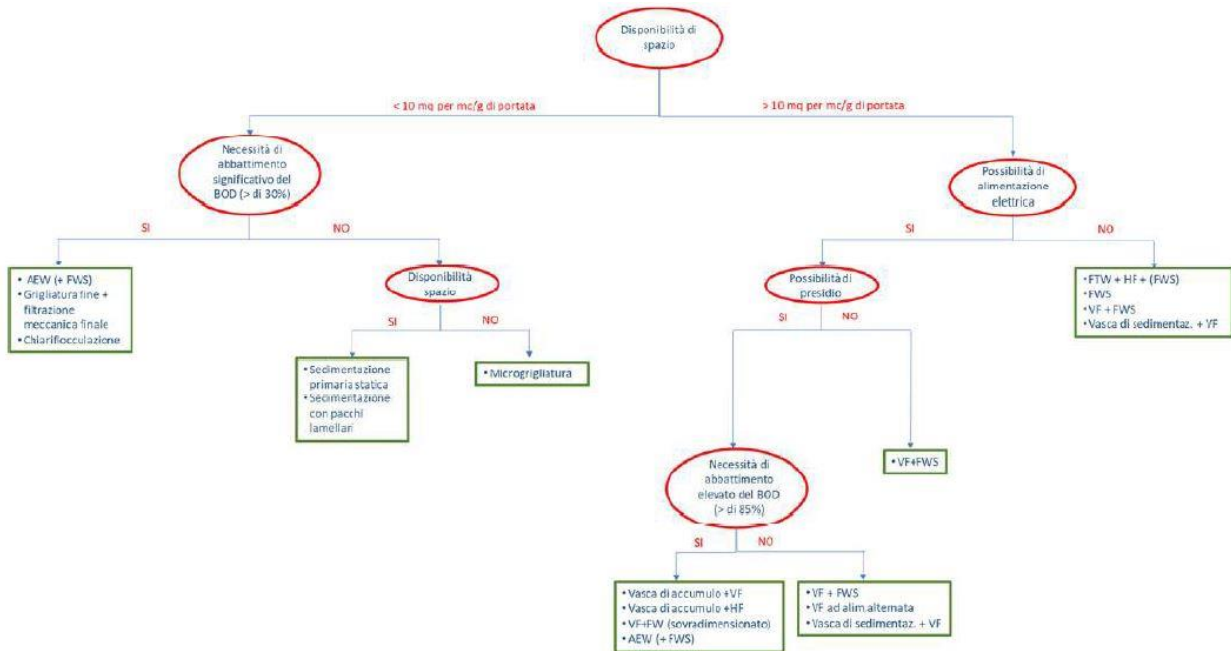 Disponibilità di
spazio
< 10 mq per mc/g di portata
> 10 mq per mc/g di portata
Necessità di
abbattimento
significativo del
BOD (> di 30%)
Possibilità di
alimentazione
elettrica
SI
NO
SI
NO
• AEW (+ FWS)
• Grigliatura fine +
filtrazione
meccanica finale
• Chiariflocculazione
Disponibilità
spazio
Possibilità di
presidio
• FTW + HF + (FWS)
• FWS
• VF + FWS
• Vasca di sedimentaz. + VF
SI
NO
SI
NO
• Sedimentazione
primaria statica
• Sedimentazione
con pacchi
lamellari
• Microgrigliatura
Necessità di
abbattimento
elevato del BOD
(> di 85%)
• VF+FWS
SI
NO
• Vasca di accumulo +VF
• Vasca di accumulo +HF
• VF+FW (sovradimensionato)
• AEW (+ FWS)
• VF + FWS
• VF ad alim.alternata
• Vasca di sedimentaz. + VF